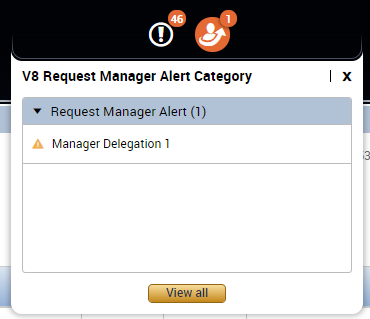 46
1
V8 Request Manager Alert Category
x
Request Manager Alert (1)
Manager Delegation 1
View all